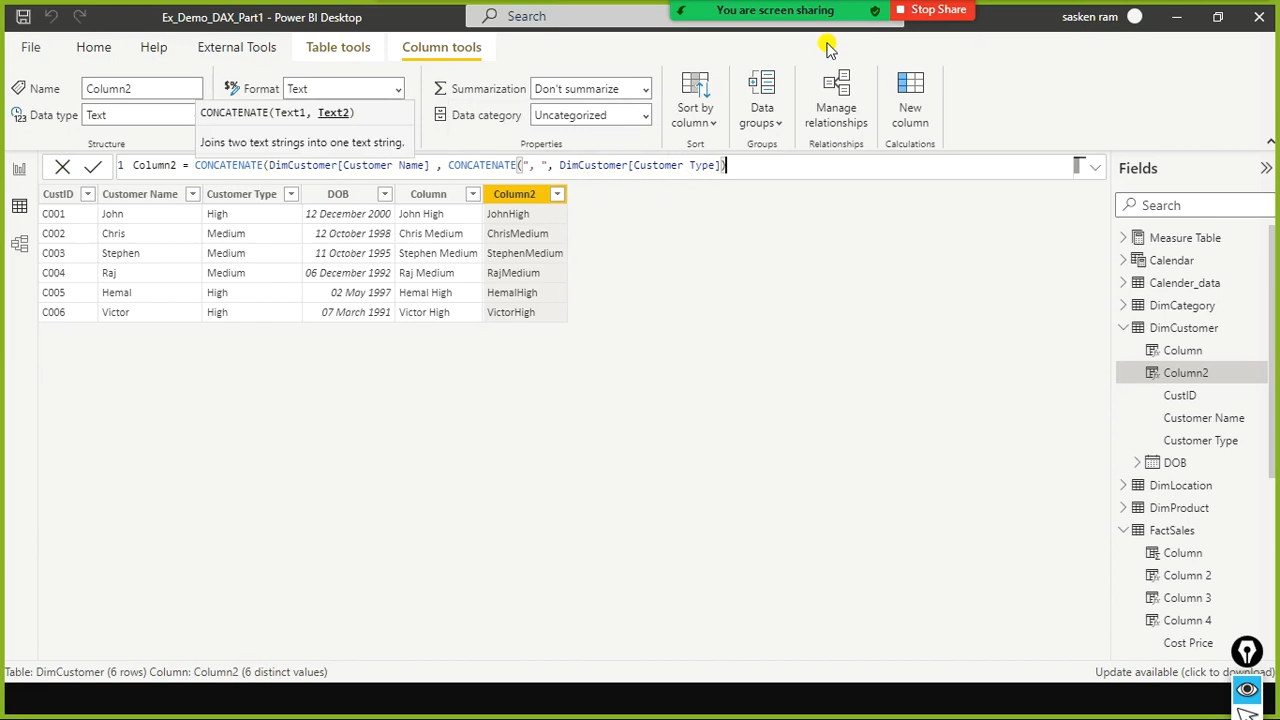 Ex_Demo_DAX_Part1 - Power BI Desktop
Search
You are screen sharing
Stop Share
sasken ram
File
Home
Help
External Tools
Table tools
Column tools
Name
Column2
Format
Text
Summarization
Don't summarize
Sort by
column
Data
groups
Manage
relationships
New
column
Data type
Text
CONCATENATE(Text1, Text2)
Joins two text strings into one text string.
Data category
Uncategorized
Structure
Properties
Sort
Groups
Relationships
Calculations
1 Column2 = CONCATENATE(DimCustomer[Customer Name] , CONCATENATE(", ", DimCustomer[Customer Type])
CustID Customer Name Customer Type DOB Column Column2
C001 John High 12 December 2000 John High JohnHigh
C002 Chris Medium 12 October 1998 Chris Medium ChrisMedium
C003 Stephen Medium 11 October 1995 Stephen Medium StephenMedium
C004 Raj Medium 06 December 1992 Raj Medium RajMedium
C005 Hemal High 02 May 1997 Hemal High HemalHigh
C006 Victor High 07 March 1991 Victor High VictorHigh
Fields
Search
Measure Table
Calendar
Calender_data
DimCategory
DimCustomer
Column
Column2
CustID
Customer Name
Customer Type
DOB
DimLocation
DimProduct
FactSales
Column
Column 2
Column 3
Column 4
Cost Price
Table: DimCustomer (6 rows) Column: Column2 (6 distinct values)
Update available (click to download)